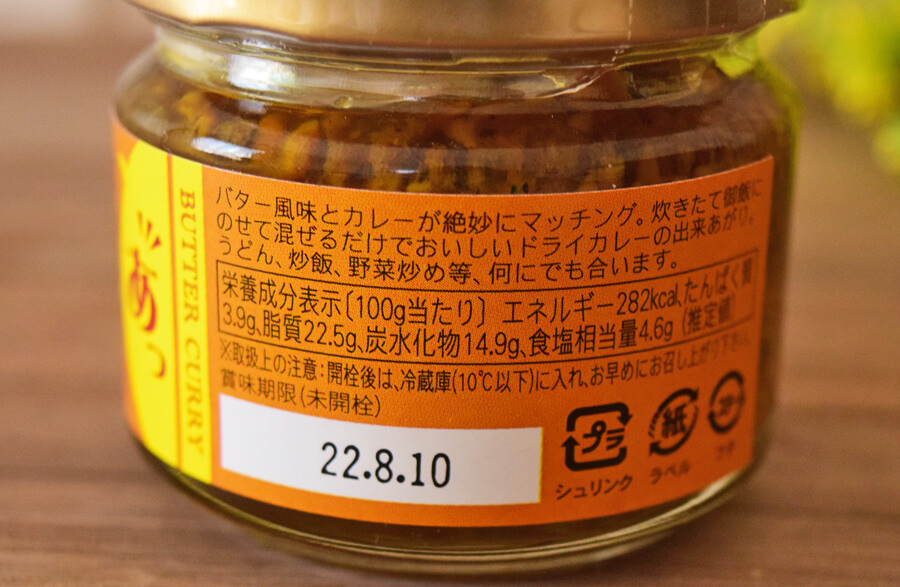 あっ
BUTTER CURRY
バター風味とカレーが絶妙にマッチング。炊きたて御飯に
のせて混ぜるだけでおいしいドライカレーの出来あがり。
うどん、炒飯、野菜炒め等、何にでも合います。
栄養成分表示〔100g当たり〕 エネルギー282kcal、たんぱく質
3.9g、脂質22.5g、炭水化物14.9g、食塩相当量4.6g (推定値)
※取扱上の注意：開栓後は、冷蔵庫(10℃以下)に入れ、お早めにお召し上がり下さい。
賞味期限(未開栓)
22.8.10
プラ
シュリンク
紙
ラベル